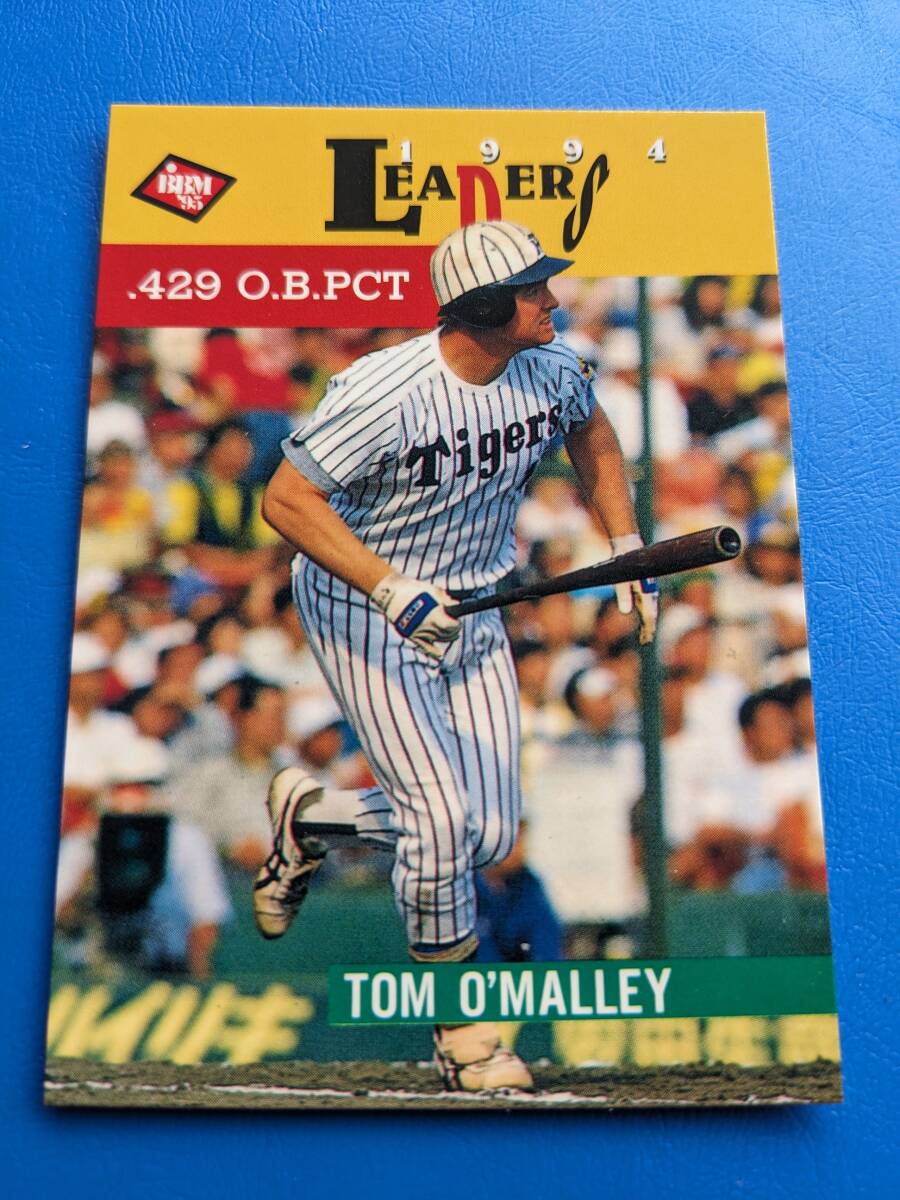 1994
LEADERS
BBM
'95
.429 O.B.PCT
Tigers
TOM O'MALLEY